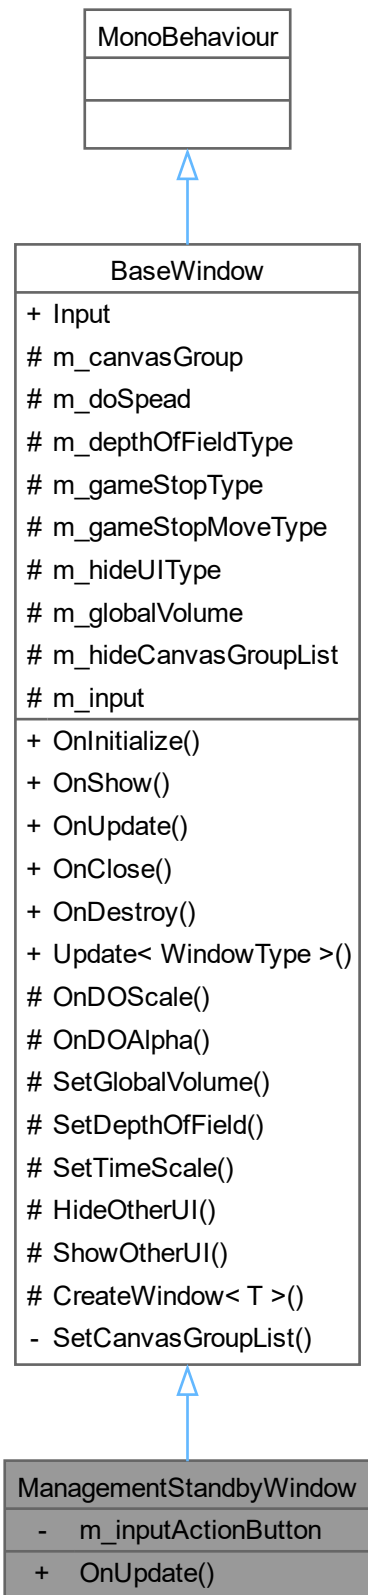 MonoBehaviour
BaseWindow
+ Input
# m_canvasGroup
# m_doSpead
# m_depthOfFieldType
# m_gameStopType
# m_gameStopMoveType
# m_hideUIType
# m_globalVolume
# m_hideCanvasGroupList
# m_input
+ OnInitialize()
+ OnShow()
+ OnUpdate()
+ OnClose()
+ OnDestroy()
+ Update< WindowType >()
# OnDOScale()
# OnDOAlpha()
# SetGlobalVolume()
# SetDepthOfField()
# SetTimeScale()
# HideOtherUI()
# ShowOtherUI()
# CreateWindow< T >()
- SetCanvasGroupList()
ManagementStandbyWindow
- m_inputActionButton
+ OnUpdate()